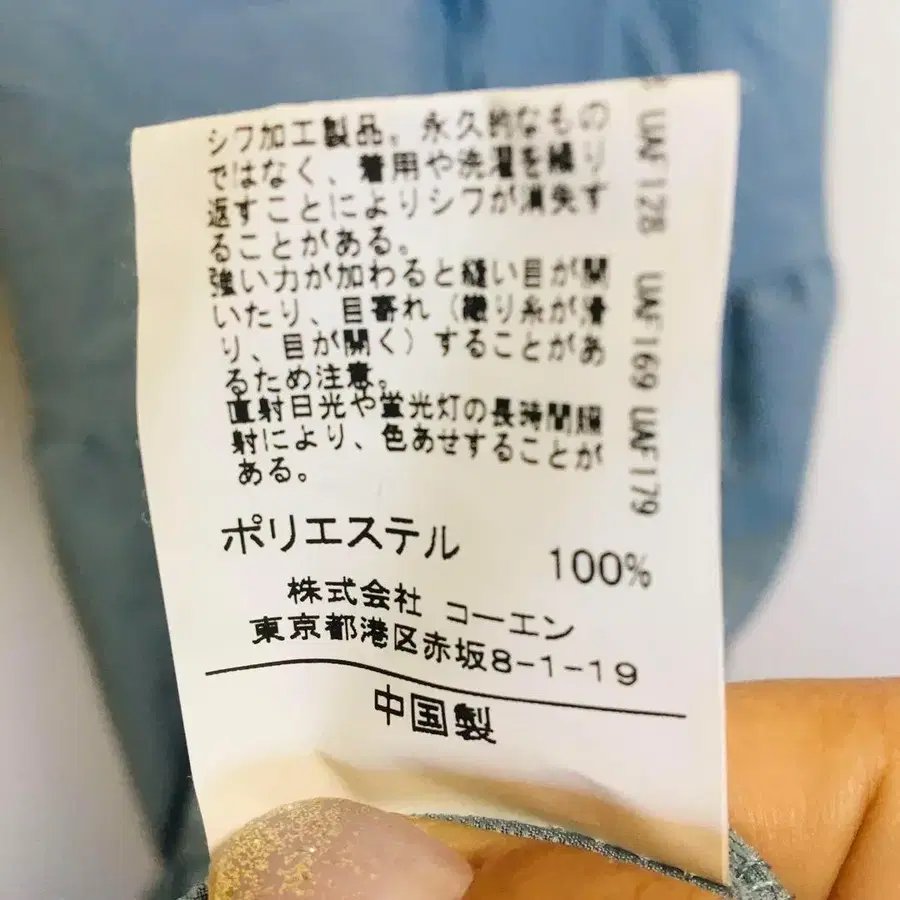 シワ加工製品。永久的なもの
ではなく、着用や洗濯を繰り
返すことによりシワが消失す
ることがある。
強い力が加わると縫い目が開
いたり、目寄れ（織り糸が滑
り、目が開く）することがあ
るため注意。
直射日光や蛍光灯の長時間照
射により、色あせすることが
ある。
ポリエステル 100%
株式会社 コーエン
東京都港区赤坂8-1-19
中国製
UAF128 UAF169 UAF179